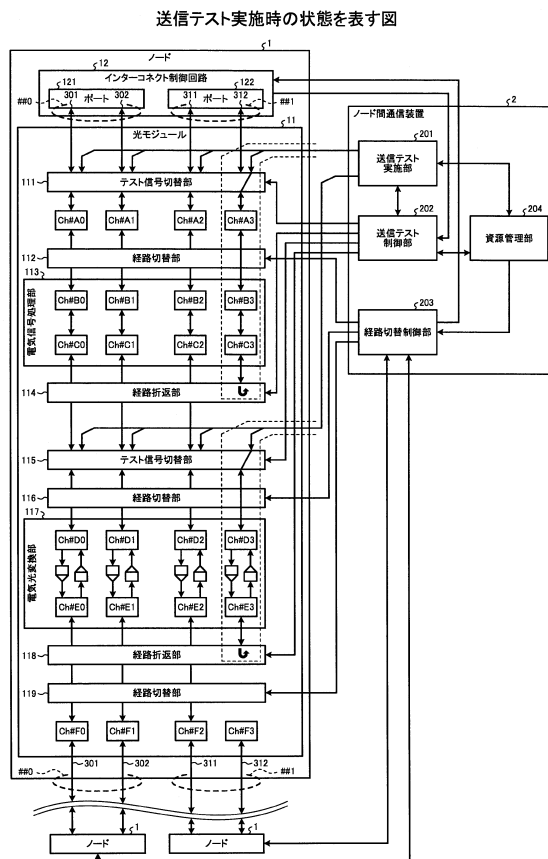 送信テスト実施時の状態を表す図
1
ノード
12
インターコネクト制御回路
121 122
##0 301 ポート 302 311 ポート 312 ##1
11
光モジュール
2
ノード間通信装置
201
送信テスト
実施部
111 テスト信号切替部
202
送信テスト
制御部
204
資源管理部
Ch#A0 Ch#A1 Ch#A2 Ch#A3
112 経路切替部
113
電気信号処理部
Ch#B0 Ch#B1 Ch#B2 Ch#B3
203
経路切替制御部
Ch#C0 Ch#C1 Ch#C2 Ch#C3
114 経路折返部
115 テスト信号切替部
116 経路切替部
117
電気光変換部
Ch#D0 Ch#D1 Ch#D2 Ch#D3
Ch#E0 Ch#E1 Ch#E2 Ch#E3
118 経路折返部
119 経路切替部
Ch#F0 Ch#F1 Ch#F2 Ch#F3
301 302 311 312
##0 ##1
1 1
ノード ノード